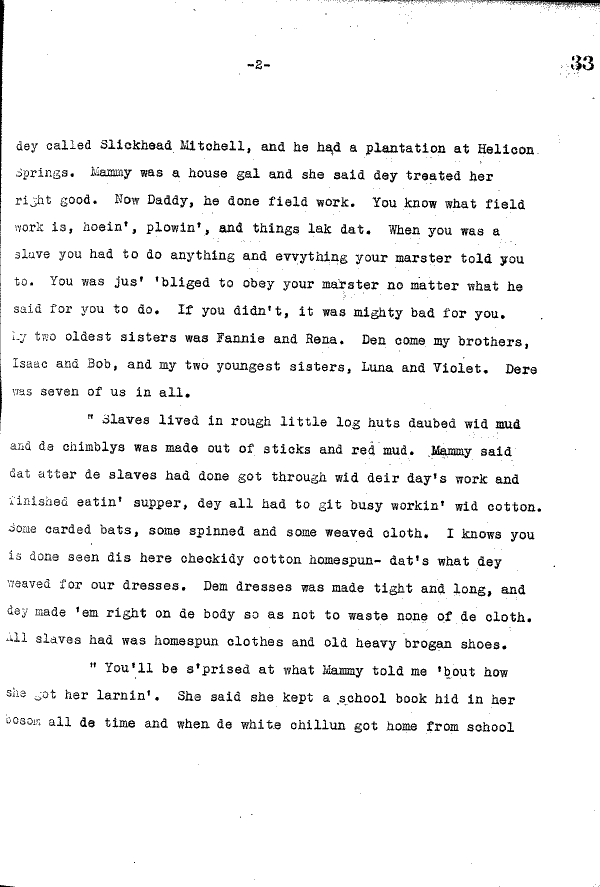 -2-
33
dey called Slickhead Mitchell, and he had a plantation at Helicon
Springs. Mammy was a house gal and she said dey treated her
right good. Now Daddy, he done field work. You know what field
work is, hoein', plowin', and things lak dat. When you was a
slave you had to do anything and evvything your marster told you
to. You was jus' 'bliged to obey your marster no matter what he
said for you to do. If you didn't, it was mighty bad for you.
My two oldest sisters was Fannie and Rena. Den come my brothers,
Isaac and Bob, and my two youngest sisters, Luna and Violet. Dere
was seven of us in all.
" Slaves lived in rough little log huts daubed wid mud
and de chimblys was made out of sticks and red mud. Mammy said
dat atter de slaves had done got through wid deir day's work and
finished eatin' supper, dey all had to git busy workin' wid cotton.
Some carded bats, some spinned and some weaved cloth. I knows you
is done seen dis here checkidy cotton homespun- dat's what dey
weaved for our dresses. Dem dresses was made tight and long, and
dey made 'em right on de body so as not to waste none of de cloth.
All slaves had was homespun clothes and old heavy brogan shoes.
" You'll be s'prised at what Mammy told me 'bout how
she got her larnin'. She said she kept a school book hid in her
bosom all de time and when de white chillun got home from school